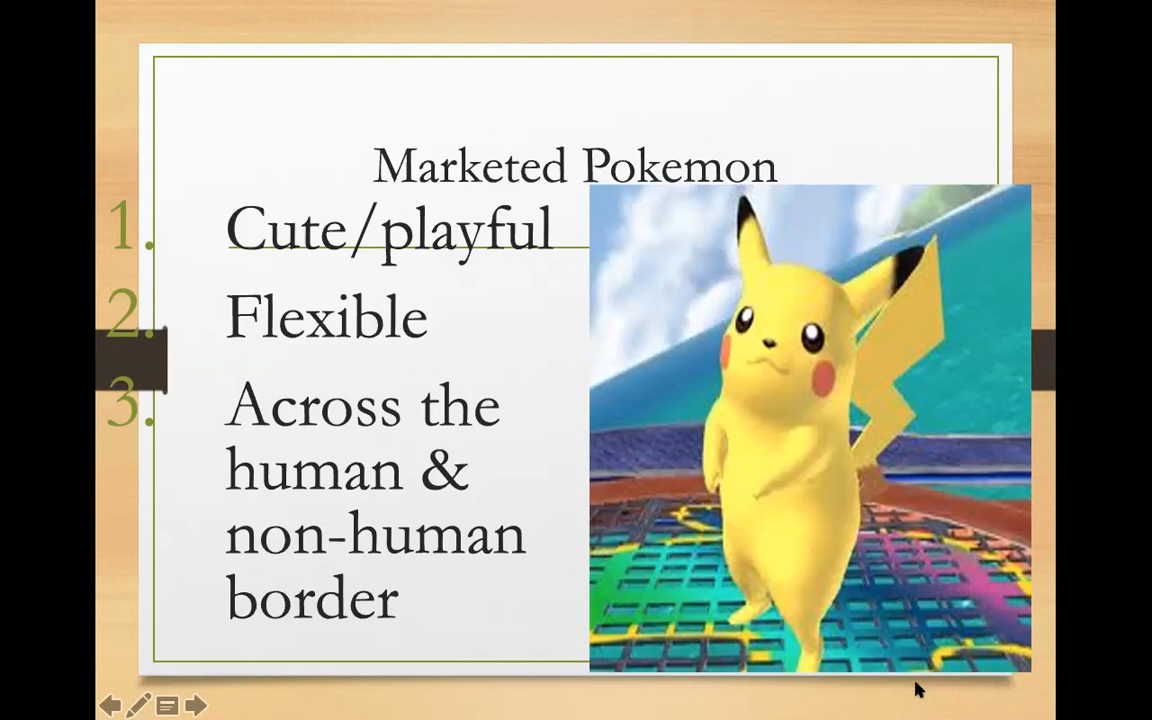 Marketed Pokemon
1. Cute/playful
2. Flexible
3. Across the
human &
non-human
border